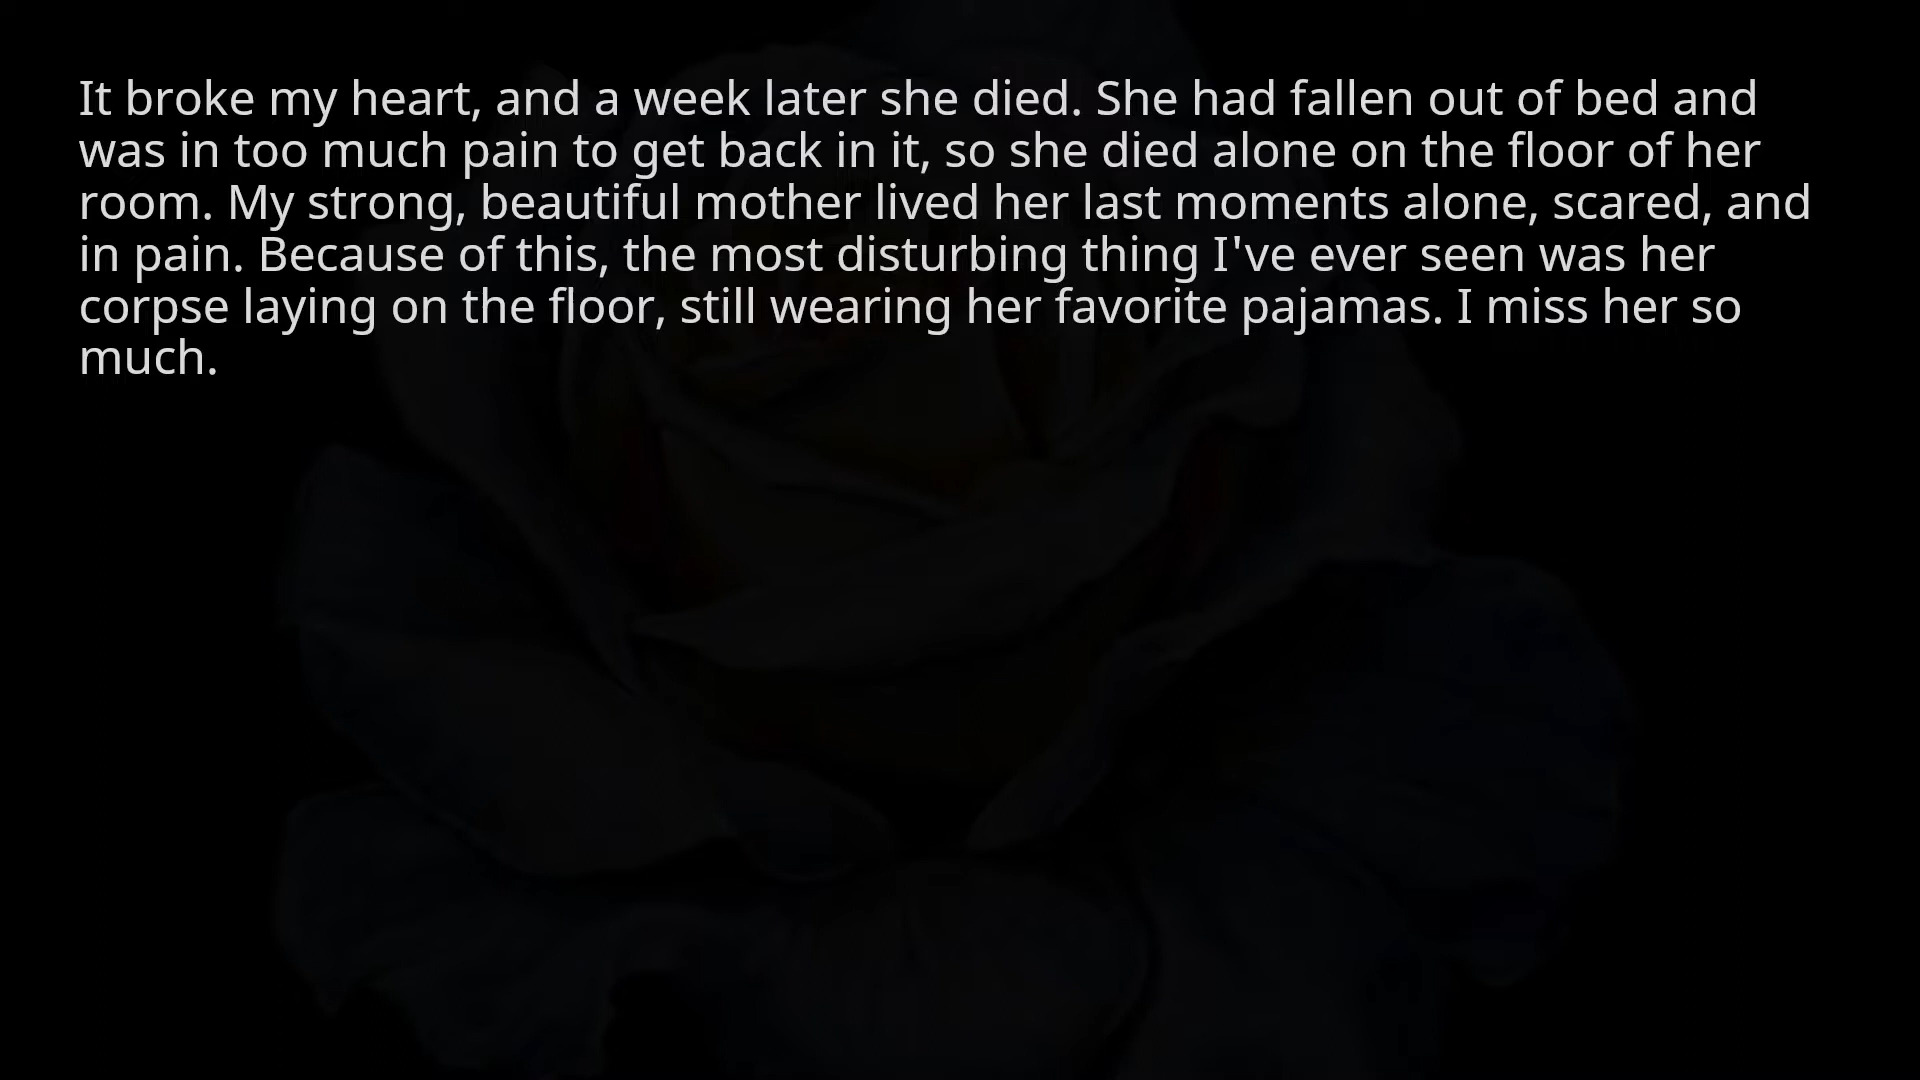 It broke my heart, and a week later she died. She had fallen out of bed and
was in too much pain to get back in it, so she died alone on the floor of her
room. My strong, beautiful mother lived her last moments alone, scared, and
in pain. Because of this, the most disturbing thing I've ever seen was her
corpse laying on the floor, still wearing her favorite pajamas. I miss her so
much.